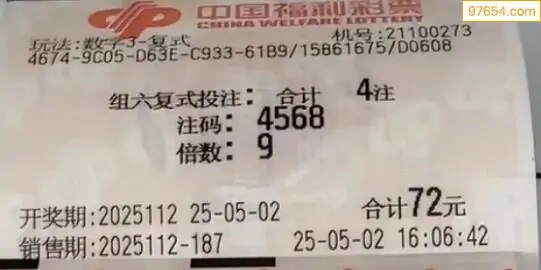 97654.com
中国福利彩票
CHINA WELFARE LOTTERY
玩法:数字3-复式 机号:21100273
4674-9C05-D63E-C933-61B9/15861675/D0608
组六复式投注: 合计 4注
注码: 4568
倍数: 9
开奖期:2025112 25-05-02 合计72元
销售期:2025112-187 25-05-02 16:06:42